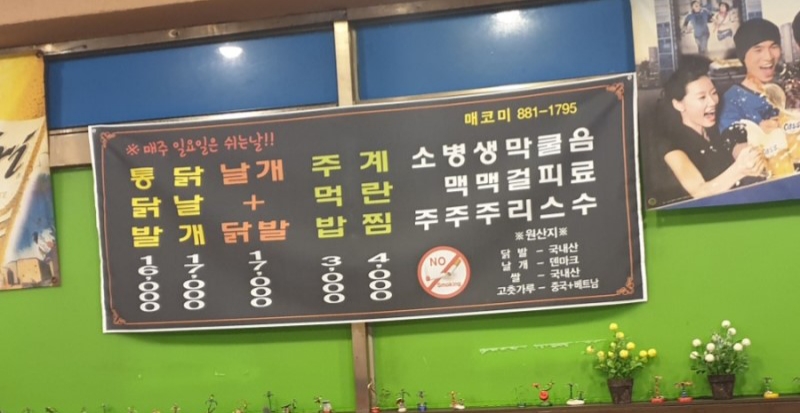 매코미 881-1795
※매주 일요일은 쉬는날!!
통닭발 16,000
닭날개 17,000
날개+닭발 17,000
주먹밥 3,000
계란찜 4,000
소주
병맥주
생맥주
막걸리
쿨피스
음료수
※원산지※
닭 발 - 국내산
날 개 - 덴마크
쌀 - 국내산
고춧가루 - 중국+베트남
NO
Smoking